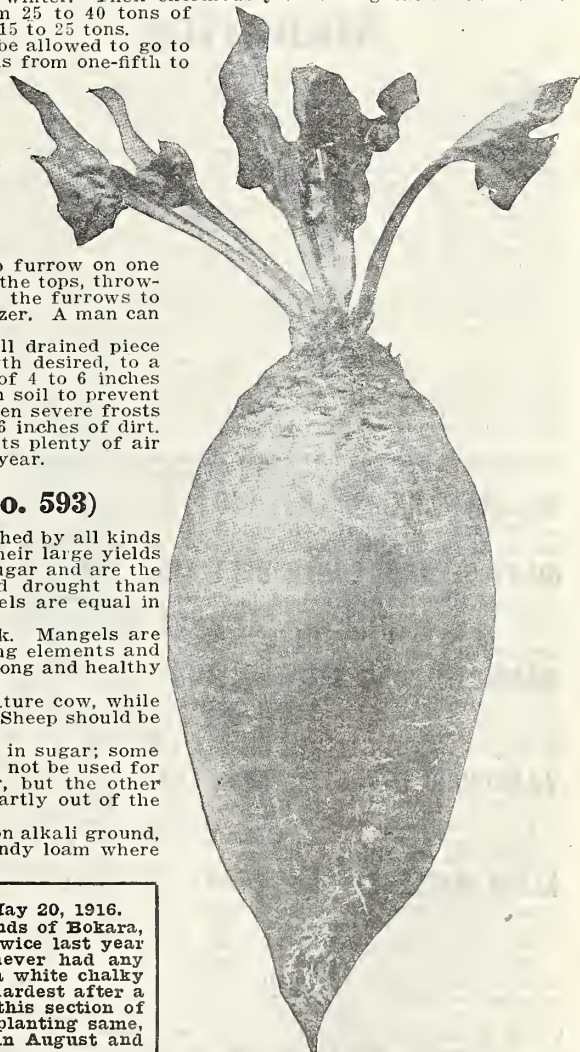 m 25 to 40 tons of
15 to 25 tons.
be allowed to go to
s from one-fifth to
furrow on one
the tops, throw-
the furrows to
zer. A man can
ll drained piece
th desired, to a
of 4 to 6 inches
soil to prevent
en severe frosts
6 inches of dirt.
ts plenty of air
year.
o. 593)
hed by all kinds
heir large yields
ugar and are the
d drought than
els are equal in
k. Mangels are
ng elements and
ong and healthy
ture cow, while
Sheep should be
in sugar; some
not be used for
, but the other
artly out of the
on alkali ground,
ndy loam where
May 20, 1916.
nds of Bokara,
wice last year
never had any
a white chalky
ardest after a
this section of
planting same,
in August and